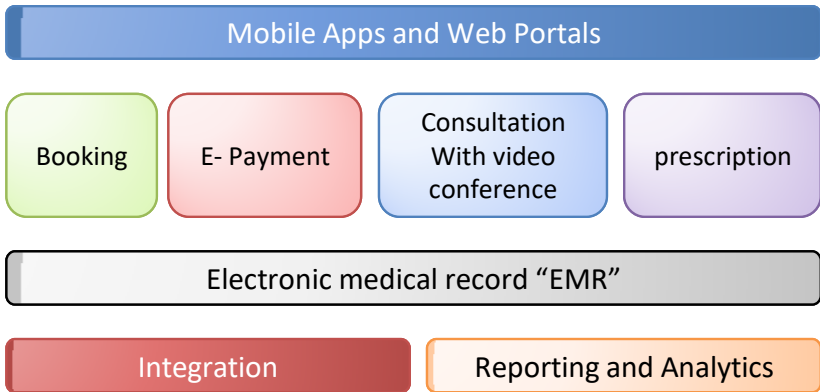 Mobile Apps and Web Portals
Booking
E- Payment
Consultation
With video
conference
prescription
Electronic medical record “EMR”
Integration
Reporting and Analytics